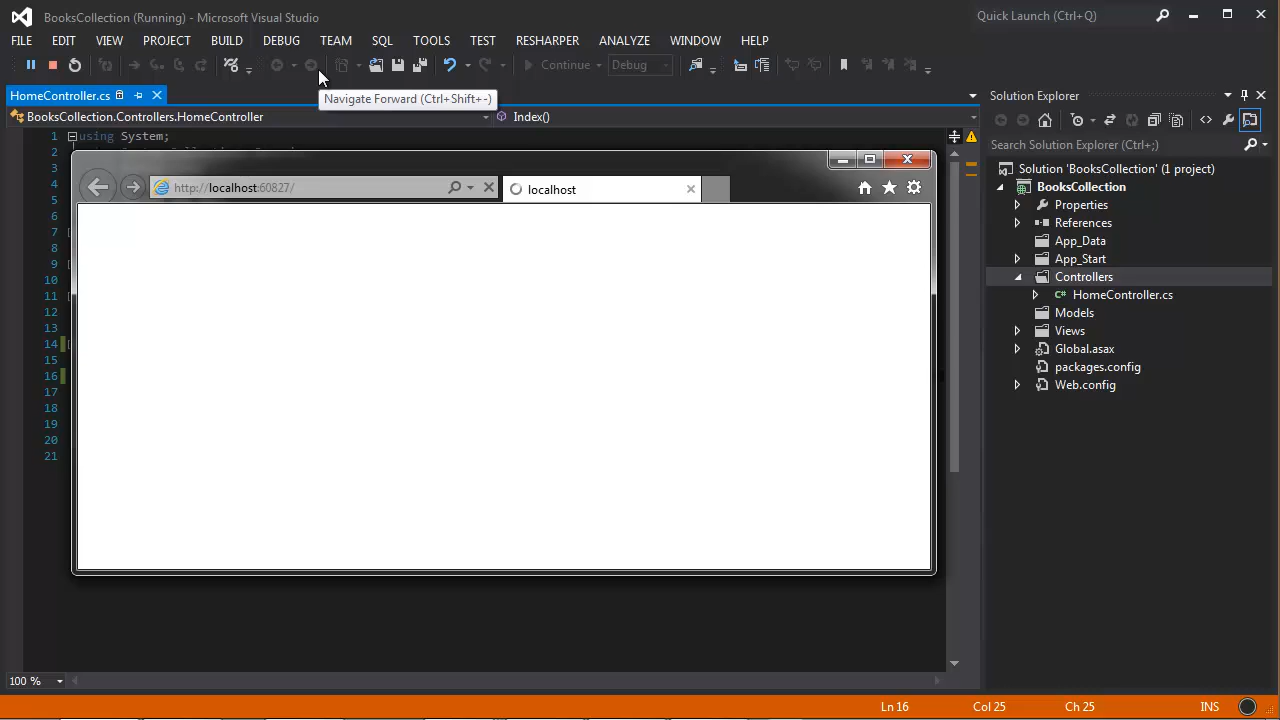 BooksCollection (Running) - Microsoft Visual Studio
Quick Launch (Ctrl+Q)
FILE EDIT VIEW PROJECT BUILD DEBUG TEAM SQL TOOLS TEST RESHARPER ANALYZE WINDOW HELP
Continue Debug
HomeController.cs
Navigate Forward (Ctrl+Shift+-)
BooksCollection.Controllers.HomeController
Index()
1 using System;
2
3
4
5
6
7
8
9
10
11
12
13
14
15
16
17
18
19
20
21
http://localhost:60827/
localhost
Solution Explorer
Search Solution Explorer (Ctrl+;)
Solution 'BooksCollection' (1 project)
BooksCollection
Properties
References
App_Data
App_Start
Controllers
HomeController.cs
Models
Views
Global.asax
packages.config
Web.config
100 %
Ln 16 Col 25 Ch 25 INS